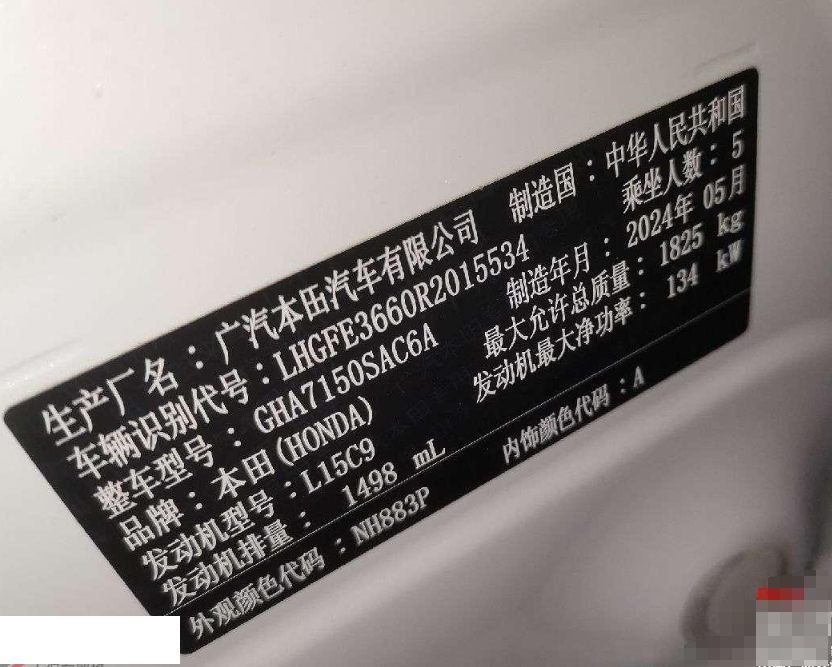 生产厂名：广汽本田汽车有限公司 制造国：中华人民共和国
车辆识别代号：LHGFE3660R2015534 乘坐人数：5
整车型号：GHA7150SAC6A 制造年月：2024年 05月
品牌：本田(HONDA) 最大允许总质量：1825 kg
发动机型号：L15C9 发动机最大净功率：134 kW
发动机排量：1498 mL
外观颜色代码：NH883P 内饰颜色代码：A